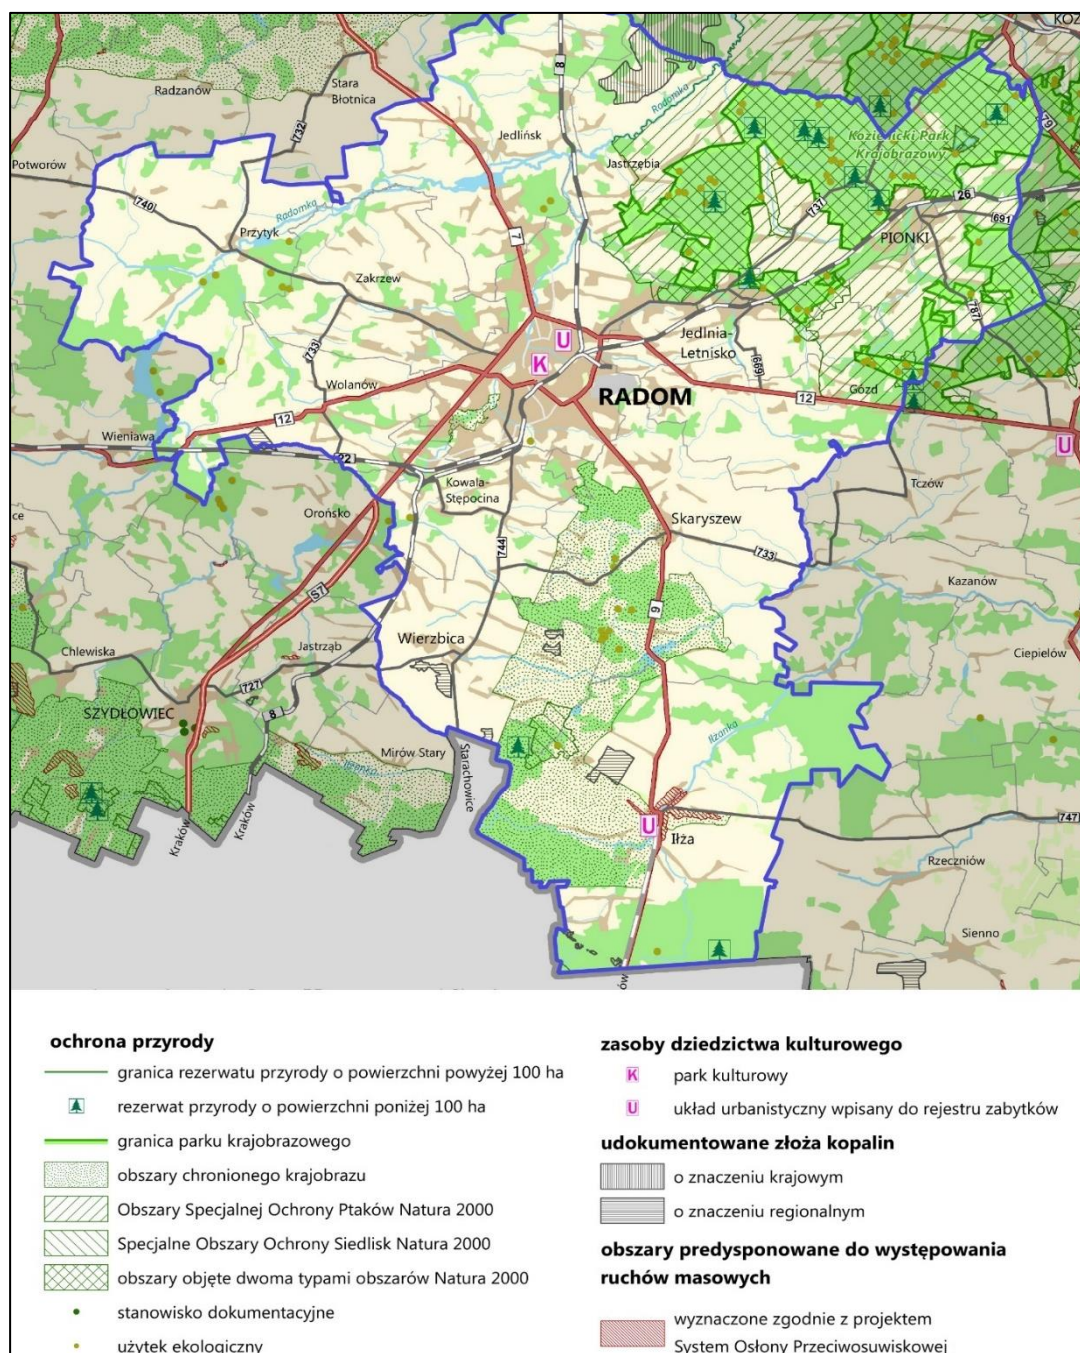 KOZ
8
Radzanów
Stara
Błotnica
732
Radomka
Jedlińsk
79
Kozienicki Park
Krajobrazowy
Potworów
Jastrzębia
740
Radomka
737
26
691
Przytyk
7
PIONKI
Zakrzew
787
733
U
Jedlnia-
Letnisko
K
669
Wolanów
Gózd
RADOM
12
12
Wieniawa
U
22
Kowala-
Stępocina
Tczów
Orońsko
ce
Skaryszew
744
733
S7
9
Kazanów
Wierzbica
Chlewiska
Jastrząb
Ciepielów
727
SZYDŁOWIEC
8
Iłżanka
Mirów Stary
Starachowice
Kraków
Kraków
U
747
Iłża
Rzeczniów
Sienno
ów
ochrona przyrody
granica rezerwatu przyrody o powierzchni powyżej 100 ha
rezerwat przyrody o powierzchni poniżej 100 ha
granica parku krajobrazowego
obszary chronionego krajobrazu
Obszary Specjalnej Ochrony Ptaków Natura 2000
Specjalne Obszary Ochrony Siedlisk Natura 2000
obszary objęte dwoma typami obszarów Natura 2000
stanowisko dokumentacyjne
użytek ekologiczny
zasoby dziedzictwa kulturowego
K park kulturowy
U układ urbanistyczny wpisany do rejestru zabytków
udokumentowane złoża kopalin
o znaczeniu krajowym
o znaczeniu regionalnym
obszary predysponowane do występowania
ruchów masowych
wyznaczone zgodnie z projektem
System Osłony Przeciwosuwiskowej